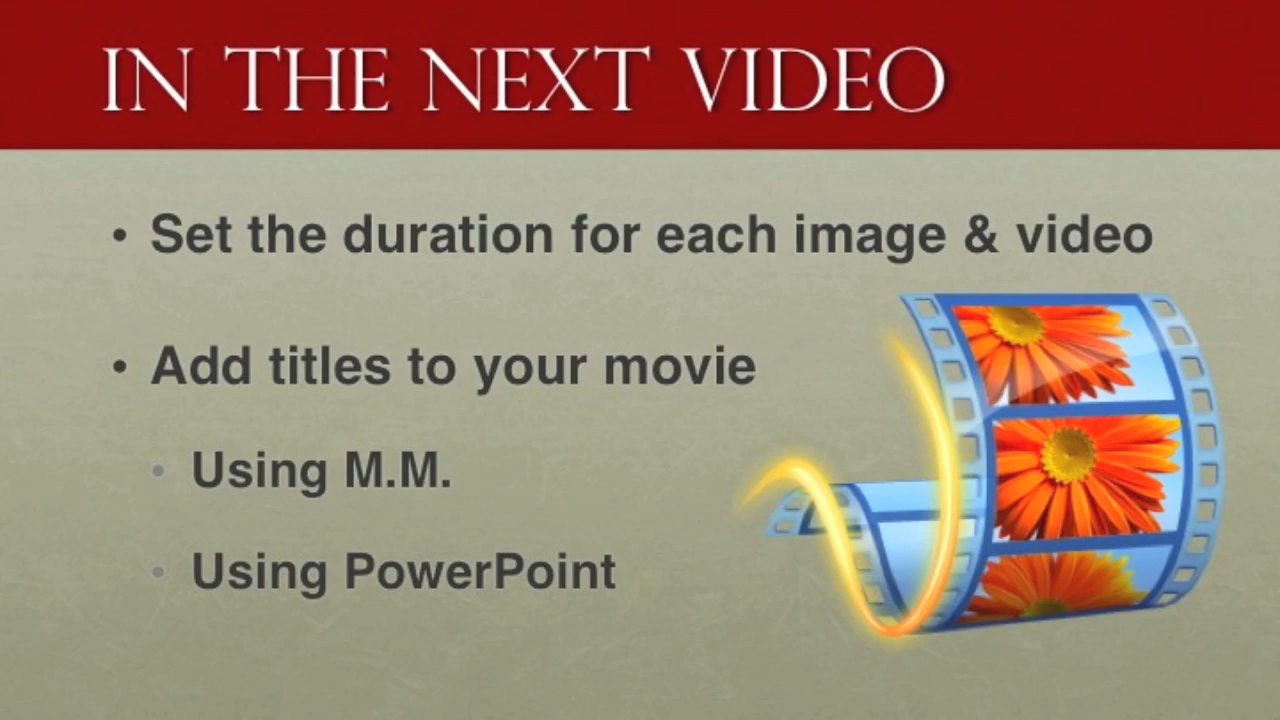 IN THE NEXT VIDEO
• Set the duration for each image & video
• Add titles to your movie
• Using M.M.
• Using PowerPoint